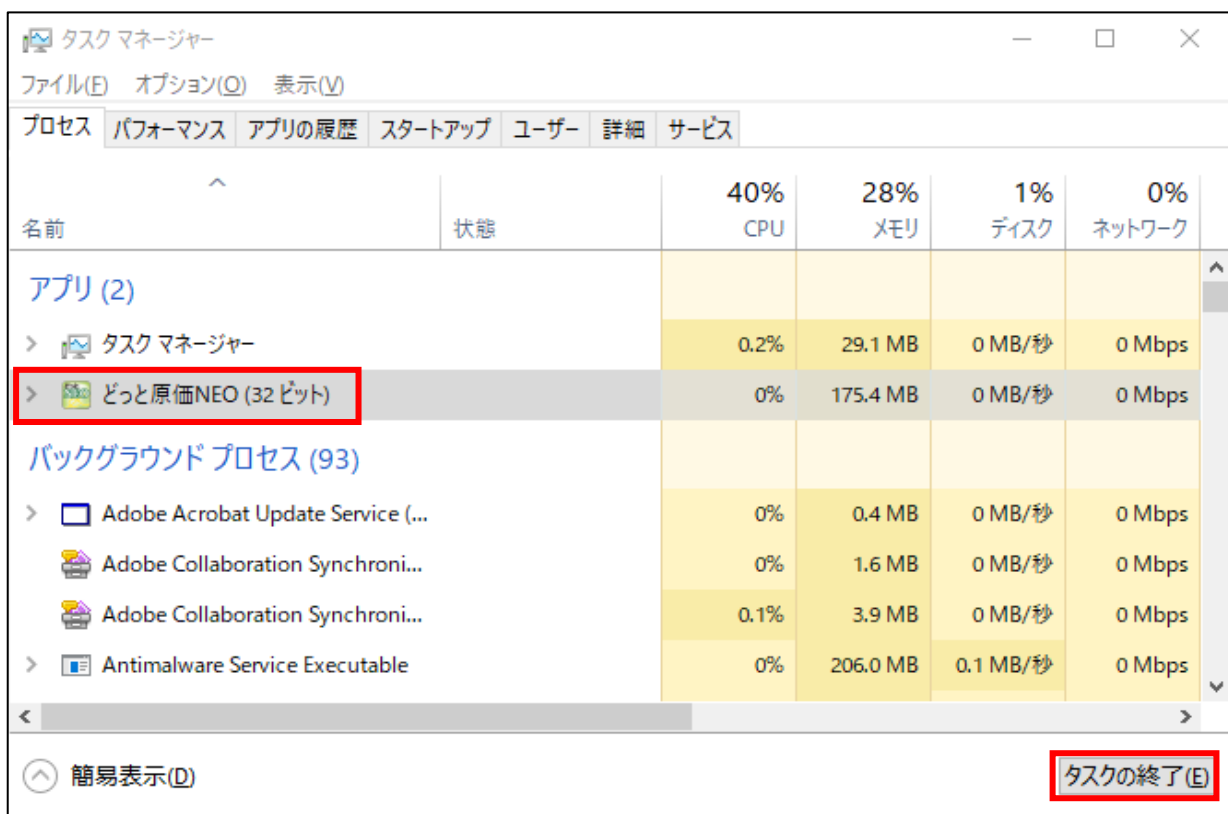 タスク マネージャー
ファイル(F) オプション(O) 表示(V)
プロセス パフォーマンス アプリの履歴 スタートアップ ユーザー 詳細 サービス
40% 28% 1% 0%
名前 状態 CPU メモリ ディスク ネットワーク
アプリ (2)
タスク マネージャー 0.2% 29.1 MB 0 MB/秒 0 Mbps
どっと原価NEO (32 ビット) 0% 175.4 MB 0 MB/秒 0 Mbps
バックグラウンド プロセス (93)
Adobe Acrobat Update Service (... 0% 0.4 MB 0 MB/秒 0 Mbps
Adobe Collaboration Synchroni... 0% 1.6 MB 0 MB/秒 0 Mbps
Adobe Collaboration Synchroni... 0.1% 3.9 MB 0 MB/秒 0 Mbps
Antimalware Service Executable 0% 206.0 MB 0.1 MB/秒 0 Mbps
簡易表示(D) タスクの終了(E)